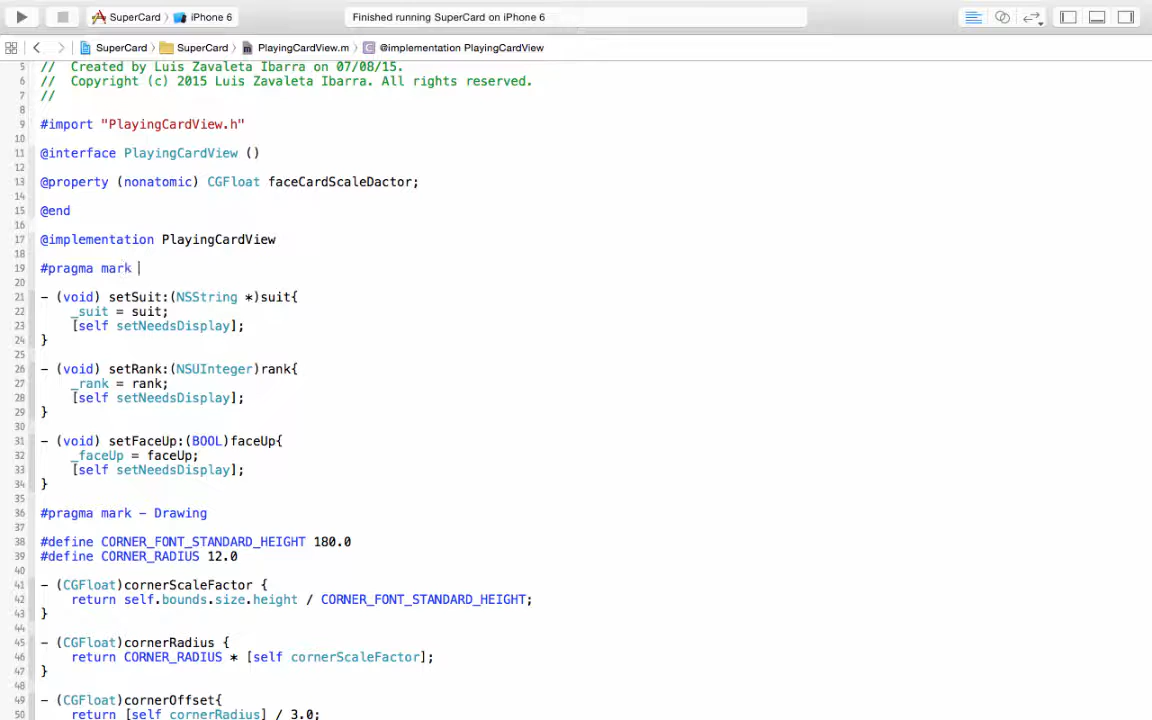 SuperCard iPhone 6 Finished running SuperCard on iPhone 6
SuperCard SuperCard PlayingCardView.m C @implementation PlayingCardView
5 // Created by Luis Zavaleta Ibarra on 07/08/15.
6 // Copyright (c) 2015 Luis Zavaleta Ibarra. All rights reserved.
7 //
8
9 #import "PlayingCardView.h"
10
11 @interface PlayingCardView ()
12
13 @property (nonatomic) CGFloat faceCardScaleDactor;
14
15 @end
16
17 @implementation PlayingCardView
18
19 #pragma mark
20
21 - (void) setSuit:(NSString *)suit{
22 _suit = suit;
23 [self setNeedsDisplay];
24 }
25
26 - (void) setRank:(NSUInteger)rank{
27 _rank = rank;
28 [self setNeedsDisplay];
29 }
30
31 - (void) setFaceUp:(BOOL)faceUp{
32 _faceUp = faceUp;
33 [self setNeedsDisplay];
34 }
35
36 #pragma mark - Drawing
37
38 #define CORNER_FONT_STANDARD_HEIGHT 180.0
39 #define CORNER_RADIUS 12.0
40
41 - (CGFloat)cornerScaleFactor {
42 return self.bounds.size.height / CORNER_FONT_STANDARD_HEIGHT;
43 }
44
45 - (CGFloat)cornerRadius {
46 return CORNER_RADIUS * [self cornerScaleFactor];
47 }
48
49 - (CGFloat)cornerOffset{
50 return [self cornerRadius] / 3.0;